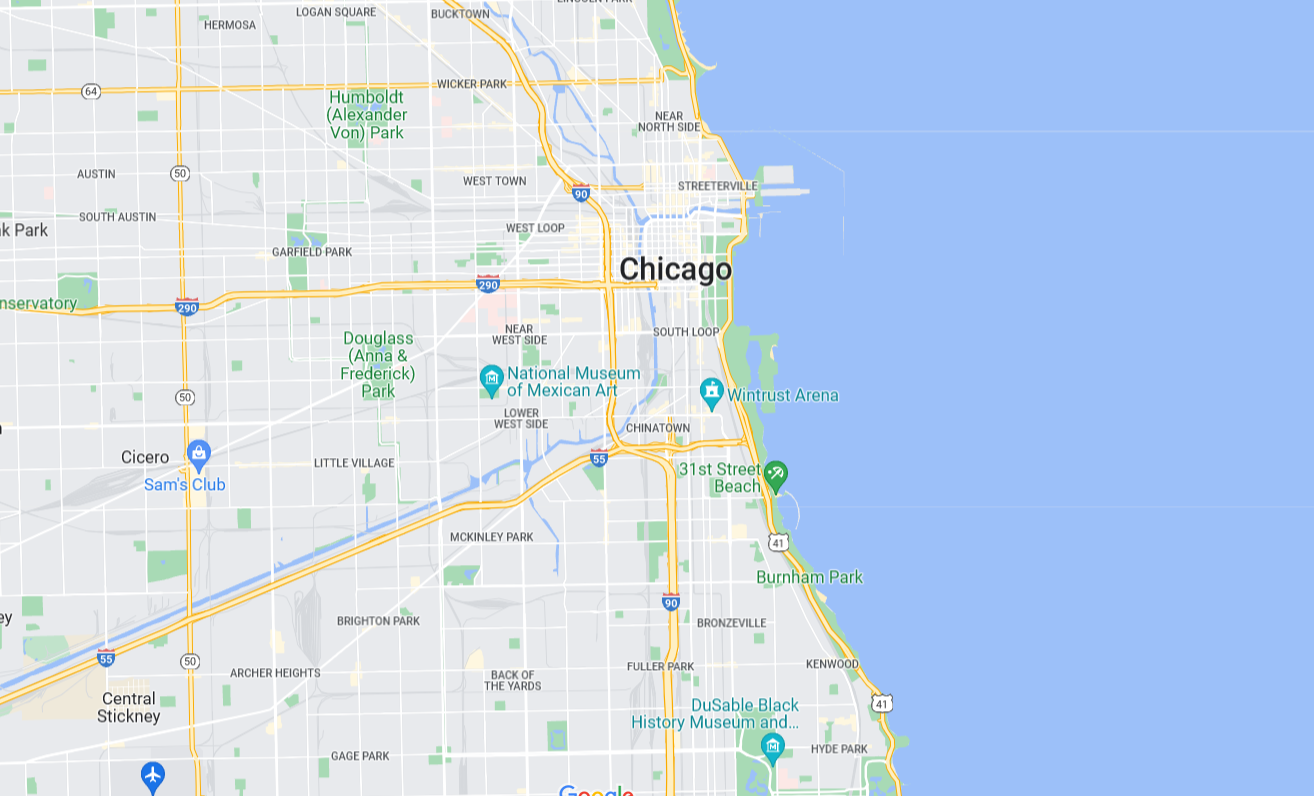 LOGAN SQUARE
BUCKTOWN
HERMOSA
WICKER PARK
64
Humboldt
(Alexander
Von) Park
NEAR
NORTH SIDE
AUSTIN
50
WEST TOWN
90
STREETERVILLE
SOUTH AUSTIN
Park
WEST LOOP
GARFIELD PARK
Chicago
290
290
NEAR
WEST SIDE
SOUTH LOOP
Douglass
(Anna &
Frederick)
Park
National Museum
of Mexican Art
Wintrust Arena
50
LOWER
WEST SIDE
CHINATOWN
Cicero
55
LITTLE VILLAGE
31st Street
Beach
Sam's Club
MCKINLEY PARK
41
Burnham Park
90
BRIGHTON PARK
BRONZEVILLE
55
50
ARCHER HEIGHTS
FULLER PARK
KENWOOD
BACK OF
THE YARDS
Central
Stickney
DuSable Black
History Museum and...
41
HYDE PARK
GAGE PARK
Google